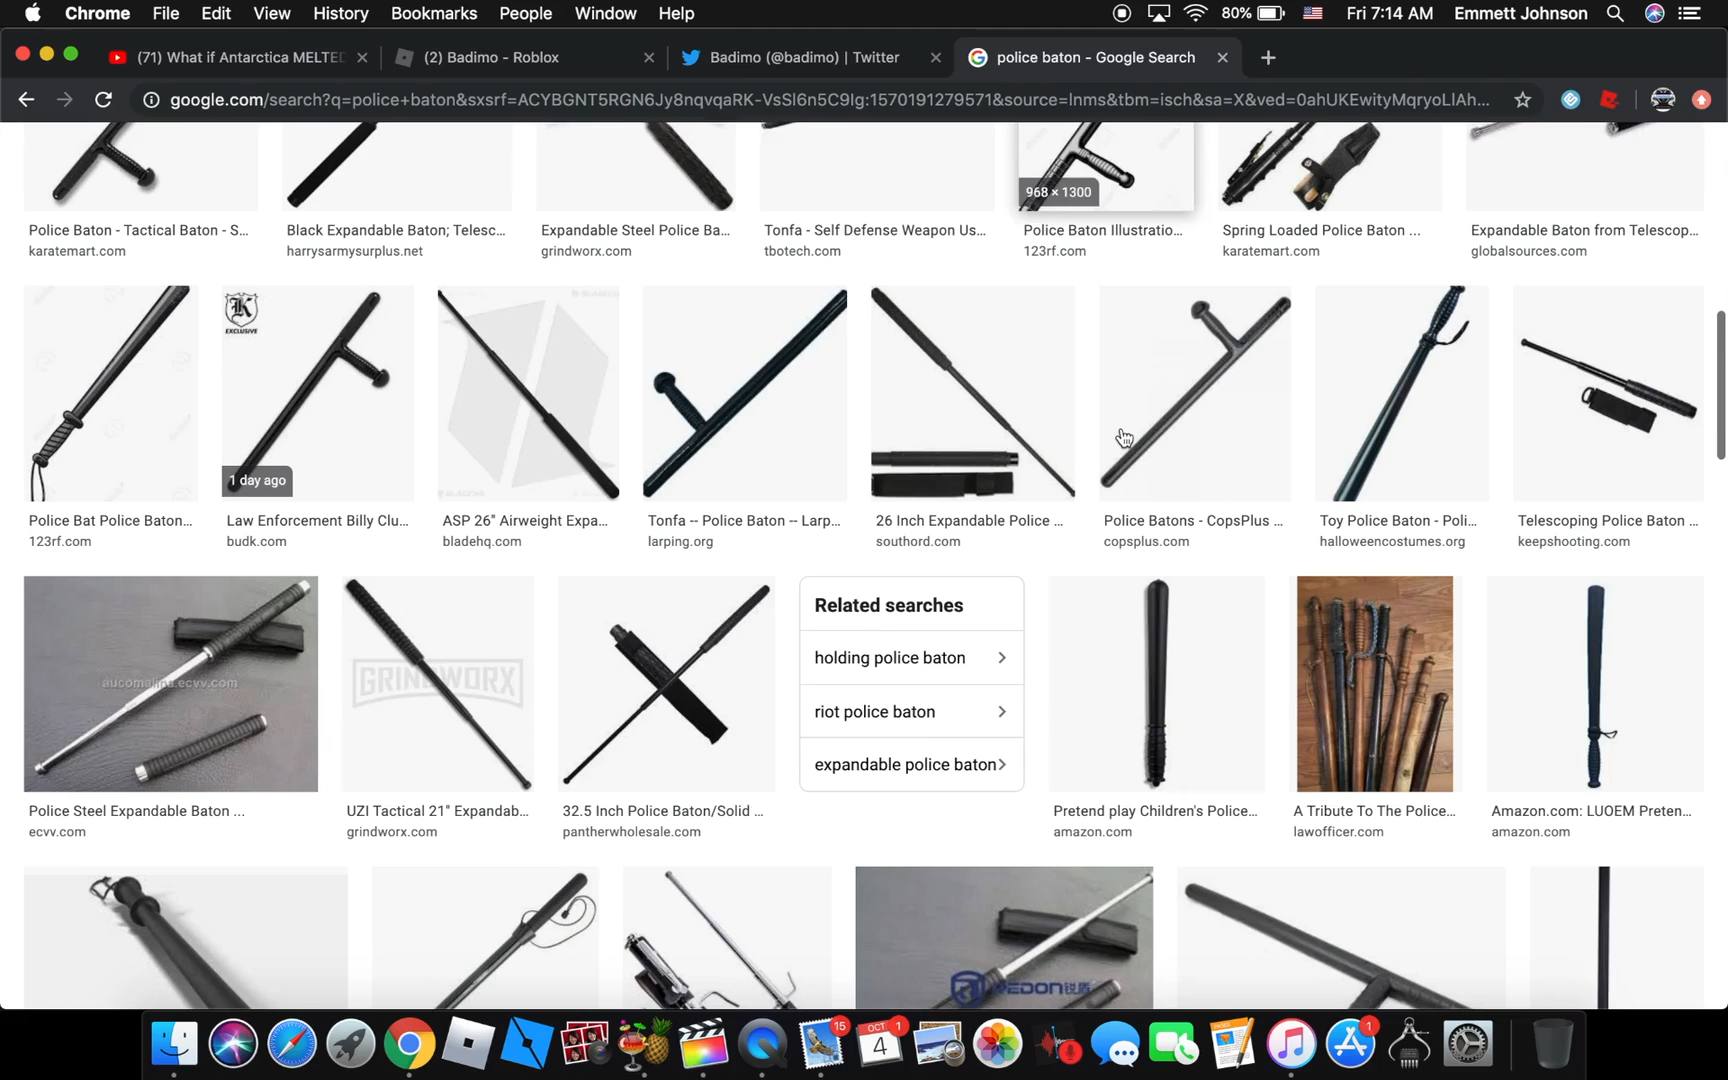 Chrome File Edit View History Bookmarks People Window Help 80% Fri 7:14 AM Emmett Johnson
(71) What if Antarctica MELTED (2) Badimo - Roblox Badimo (@badimo) | Twitter police baton - Google Search
google.com/search?q=police+baton&sxsrf=ACYBGNT5RGN6Jy8nqvqaRK-VsSl6n5C9Ig:1570191279571&source=lnms&tbm=isch&sa=X&ved=0ahUKEwityMqryoLlAh...
968 × 1300
Police Baton - Tactical Baton - S... Black Expandable Baton; Telesc... Expandable Steel Police Ba... Tonfa - Self Defense Weapon Us... Police Baton Illustratio... Spring Loaded Police Baton ... Expandable Baton from Telescop...
karatemart.com harrysarmysurplus.net grindworx.com tbotech.com 123rf.com karatemart.com globalsources.com
K
EXCLUSIVE
1 day ago
Police Bat Police Baton... Law Enforcement Billy Clu... ASP 26" Airweight Expa... Tonfa -- Police Baton -- Larp... 26 Inch Expandable Police ... Police Batons - CopsPlus ... Toy Police Baton - Poli... Telescoping Police Baton ...
123rf.com budk.com bladehq.com larping.org southord.com copsplus.com halloweencostumes.org keepshooting.com
Related searches
holding police baton
riot police baton
expandable police baton
GRINDWORX
Police Steel Expandable Baton ... UZI Tactical 21" Expandab... 32.5 Inch Police Baton/Solid ... Pretend play Children's Police... A Tribute To The Police... Amazon.com: LUOEM Preten...
ecvv.com grindworx.com pantherwholesale.com amazon.com lawofficer.com amazon.com
15 OCT 4 1 1